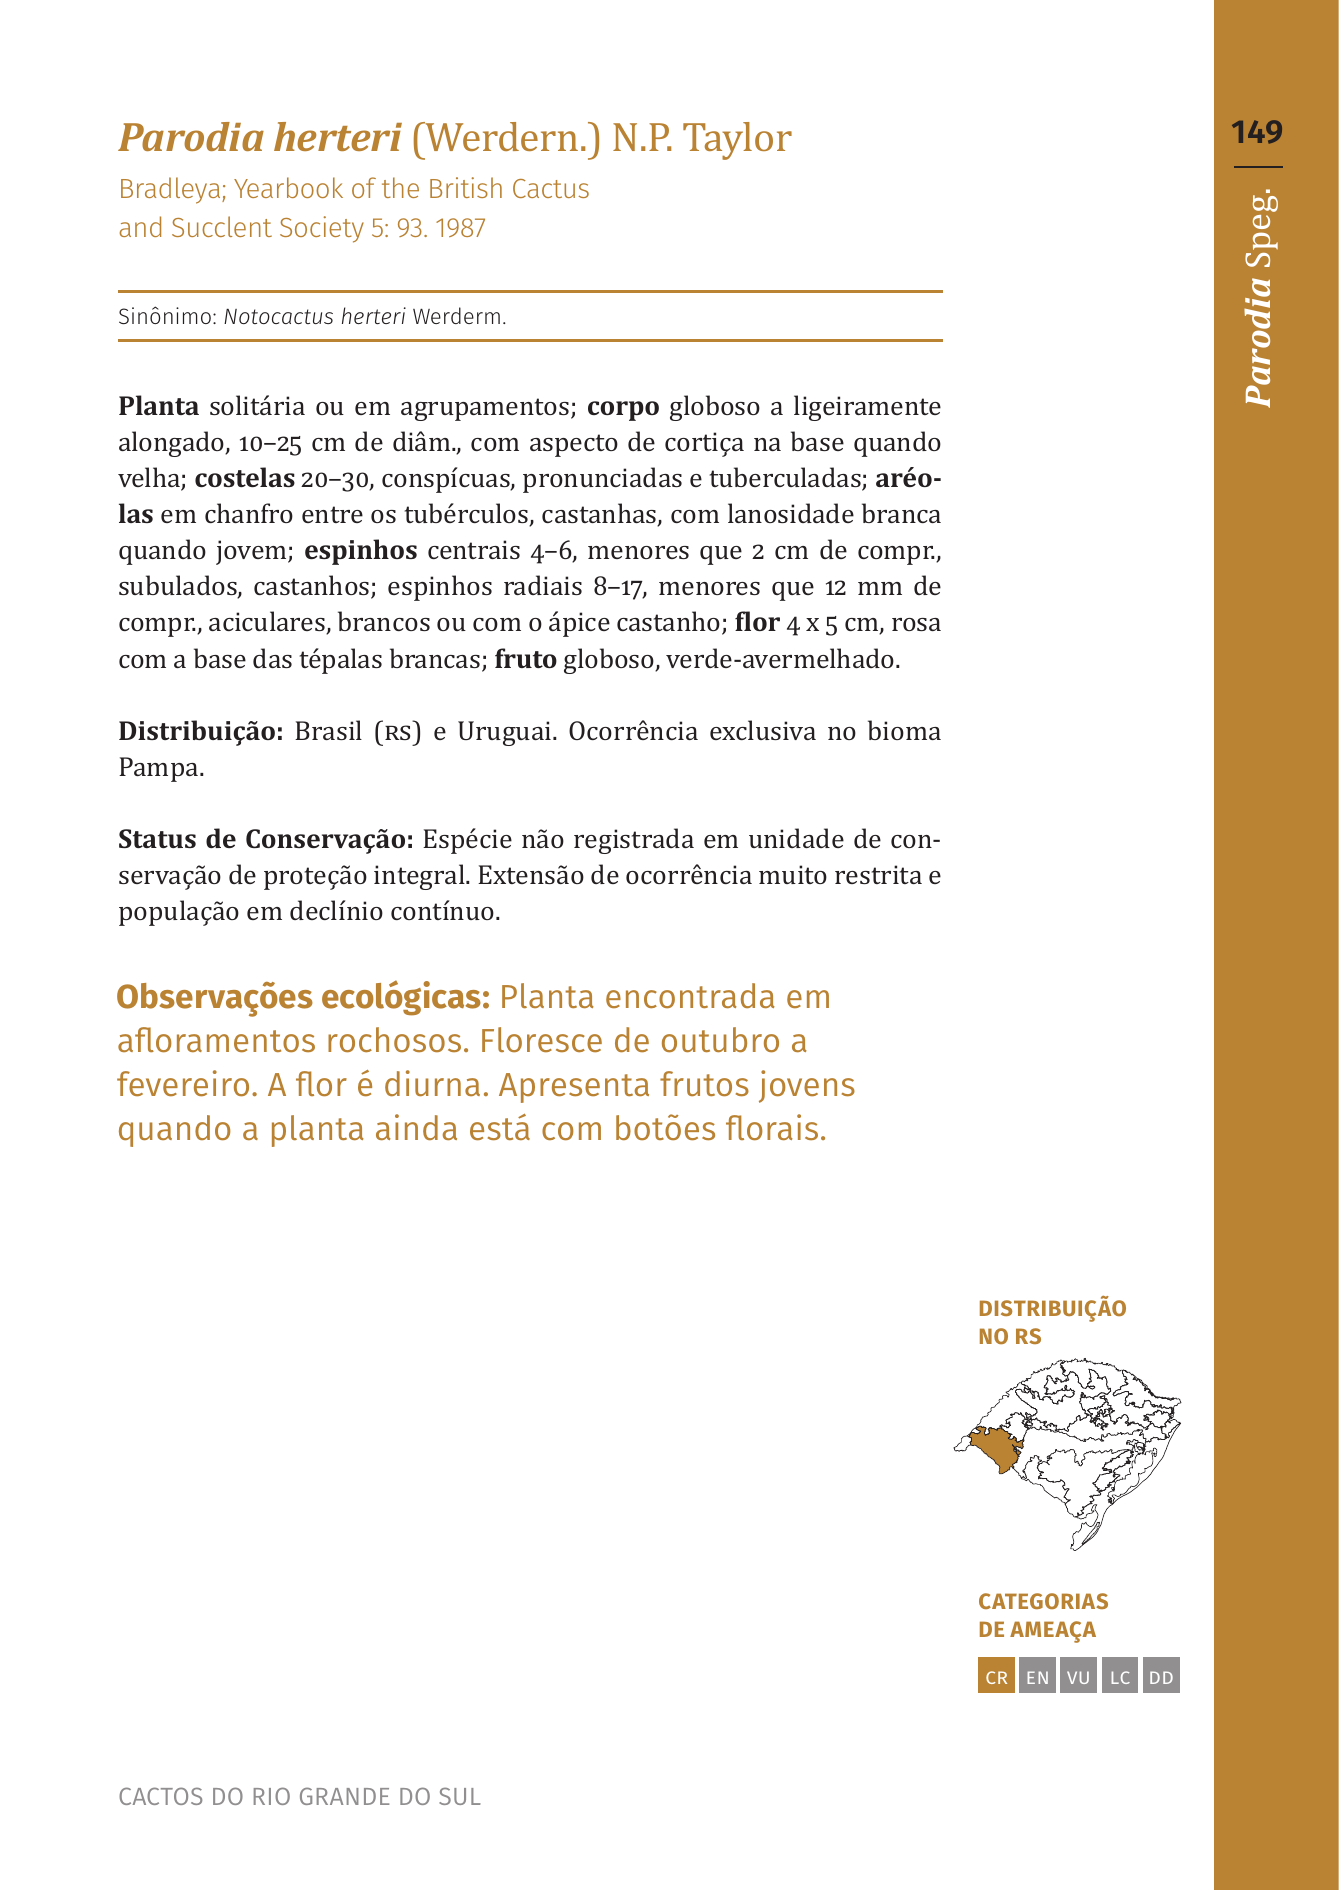 Parodia herteri (Werdern.) N.P. Taylor
Bradleya; Yearbook of the British Cactus
and Succlent Society 5: 93. 1987
Sinônimo: Notocactus herteri Werderm.
Planta solitária ou em agrupamentos; corpo globoso a ligeiramente
alongado, 10–25 cm de diâm., com aspecto de cortiça na base quando
velha; costelas 20–30, conspícuas, pronunciadas e tuberculadas; aréo-
las em chanfro entre os tubérculos, castanhas, com lanosidade branca
quando jovem; espinhos centrais 4–6, menores que 2 cm de compr.,
subulados, castanhos; espinhos radiais 8–17, menores que 12 mm de
compr., aciculares, brancos ou com o ápice castanho; flor 4 x 5 cm, rosa
com a base das tépalas brancas; fruto globoso, verde-avermelhado.
Distribuição: Brasil (RS) e Uruguai. Ocorrência exclusiva no bioma
Pampa.
Status de Conservação: Espécie não registrada em unidade de con-
servação de proteção integral. Extensão de ocorrência muito restrita e
população em declínio contínuo.
Observações ecológicas: Planta encontrada em
afloramentos rochosos. Floresce de outubro a
fevereiro. A flor é diurna. Apresenta frutos jovens
quando a planta ainda está com botões florais.
DISTRIBUIÇÃO
NO RS
CATEGORIAS
DE AMEAÇA
CR EN VU LC DD
CACTOS DO RIO GRANDE DO SUL
149
Parodia Speg.